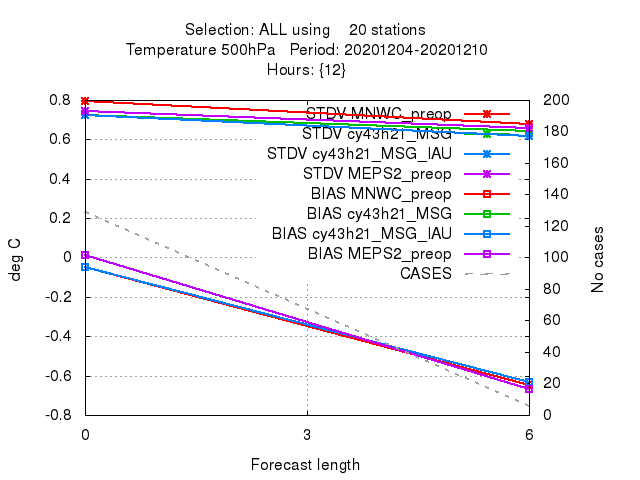 Selection: ALL using 20 stations
Temperature 500hPa Period: 20201204-20201210
Hours: {12}
0.8 200
STDV MNWC_preop
180
STDV cy43h21_MSG
0.6
STDV cy43h21_MSG_IAU
160
0.4
STDV MEPS2_preop
BIAS MNWC_preop 140
0.2 BIAS cy43h21_MSG
120
BIAS cy43h21_MSG_IAU
deg C
No cases
0 BIAS MEPS2_preop 100
CASES
80
-0.2
60
-0.4
40
-0.6
20
-0.8 0
0 3 6
Forecast length